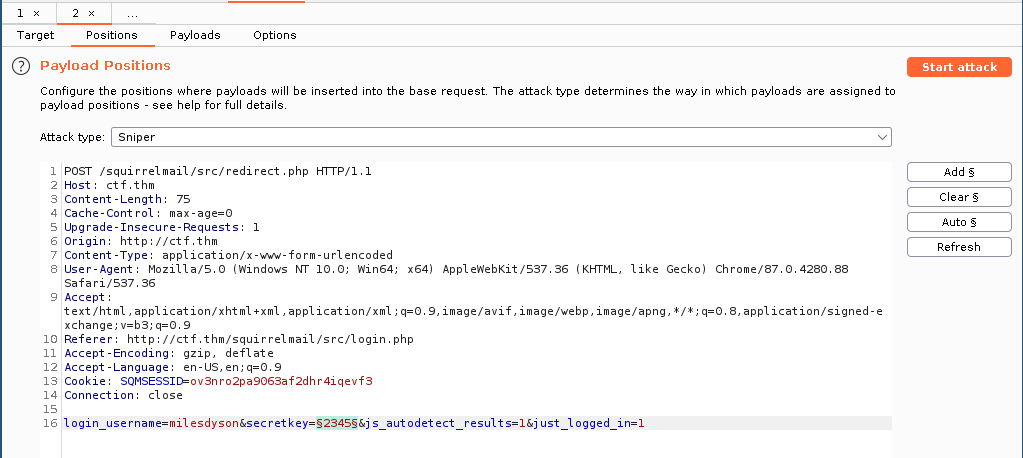 1 × 2 × ...
Target Positions Payloads Options
? Payload Positions Start attack
Configure the positions where payloads will be inserted into the base request. The attack type determines the way in which payloads are assigned to
payload positions - see help for full details.
Attack type: Sniper
1 POST /squirrelmail/src/redirect.php HTTP/1.1
2 Host: ctf.thm
3 Content-Length: 75
4 Cache-Control: max-age=0
5 Upgrade-Insecure-Requests: 1
6 Origin: http://ctf.thm
7 Content-Type: application/x-www-form-urlencoded
8 User-Agent: Mozilla/5.0 (Windows NT 10.0; Win64; x64) AppleWebKit/537.36 (KHTML, like Gecko) Chrome/87.0.4280.88
Safari/537.36
9 Accept:
text/html,application/xhtml+xml,application/xml;q=0.9,image/avif,image/webp,image/apng,*/*;q=0.8,application/signed-e
xchange;v=b3;q=0.9
10 Referer: http://ctf.thm/squirrelmail/src/login.php
11 Accept-Encoding: gzip, deflate
12 Accept-Language: en-US,en;q=0.9
13 Cookie: SQMSESSID=ov3nro2pa9063af2dhr4iqevf3
14 Connection: close
15
16 login_username=milesdyson&secretkey=§2345§&js_autodetect_results=1&just_logged_in=1
Add §
Clear §
Auto §
Refresh